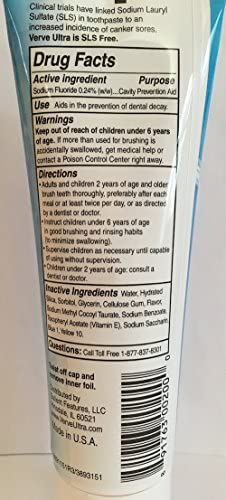 Clinical trials have linked Sodium Lauryl
Sulfate (SLS) in toothpaste to an
increased incidence of canker sores.
Verve Ultra is SLS Free.
Drug Facts
Active ingredient Purpose
Sodium Fluoride 0.24% (w/w)....Cavity Prevention Aid
Use Aids in the prevention of dental decay.
Warnings
Keep out of reach of children under 6 years
of age. If more than used for brushing is
accidentally swallowed, get medical help or
contact a Poison Control Center right away.
Directions
•Adults and children 2 years of age and older
brush teeth thoroughly, preferably after each
meal or at least twice per day, or as directed
by a dentist or doctor.
•Instruct children under 6 years of age
in good brushing and rinsing habits
(to minimize swallowing).
•Supervise children as necessary until capable
of using without supervision.
•Children under 2 years of age: consult a
dentist or doctor.
Inactive Ingredients Water, Hydrated
Silica, Sorbitol, Glycerin, Cellulose Gum, Flavor,
Sodium Methyl Cocoyl Taurate, Sodium Benzoate,
Tocopheryl Acetate (Vitamin E), Sodium Saccharin
Blue 1, Yellow 10.
Questions: Call Toll Free 1-877-837-8301
off cap and
inner foil.
by
Features, LLC
IL 60521
www.VerveUltra.com
Made in U.S.A.